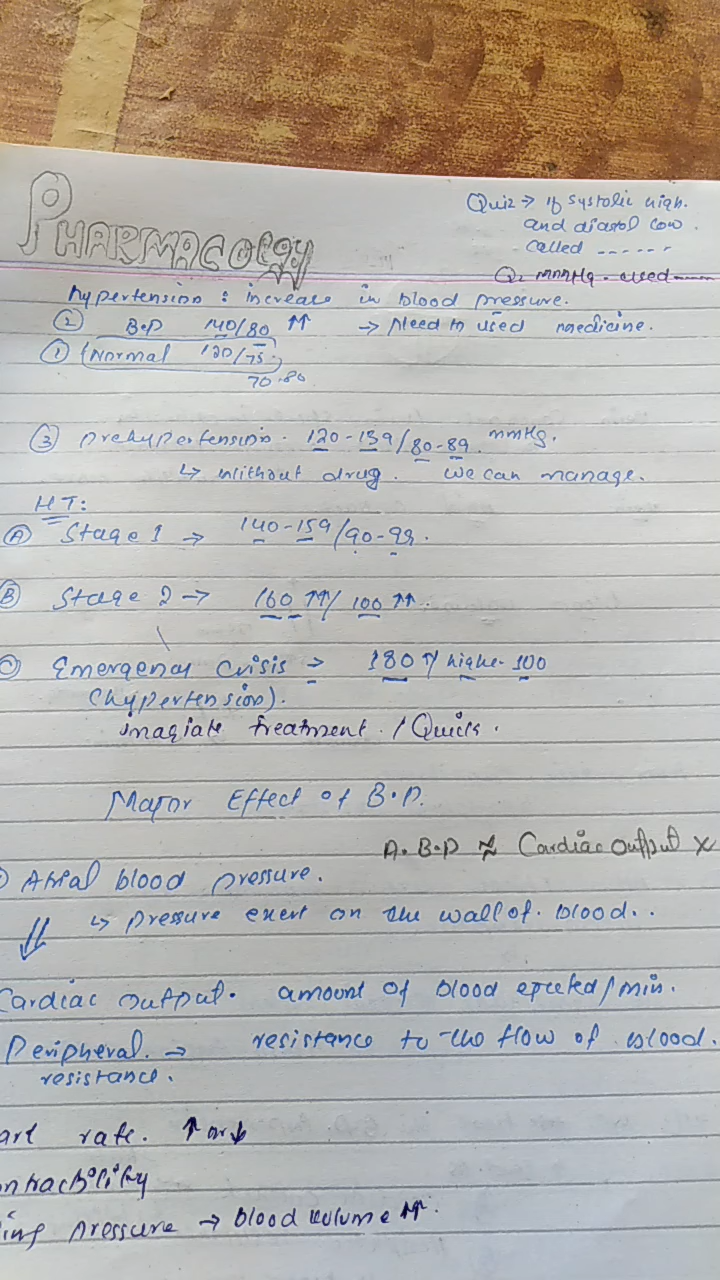 PHARMACOLOGY
Quiz → if systolic high.
and diastol low.
called ------
Q2 mmHg. used-----
hypertension : increase in blood pressure.
② B.P 140/80 ↑↑ → Need to used medicine.
① (Normal 120/75.
70-80
③ prehypertension. 120-139/80-89. mmHg.
↳ without drug. we can manage.
HT:
Ⓐ Stage 1 → 140-159/90-99.
Ⓑ Stage 2 → 160 ↑↑/ 100 ↑↑.
Emergency Crisis → 180 ↑/ highe- 100
(hypertension).
treatment. / Quick.
Major Effect of B.P.
A. B.P ≈ Cardiac output ×
blood pressure.
↳ pressure exert on the wall of. blood..
⇓
Cardiac output. amount of blood ejected/min.
Peripheral. → resistance to the flow of blood.
resistance.
art rate. ↑ or ↓
ntractility
ing pressure → blood volume ↑↑.